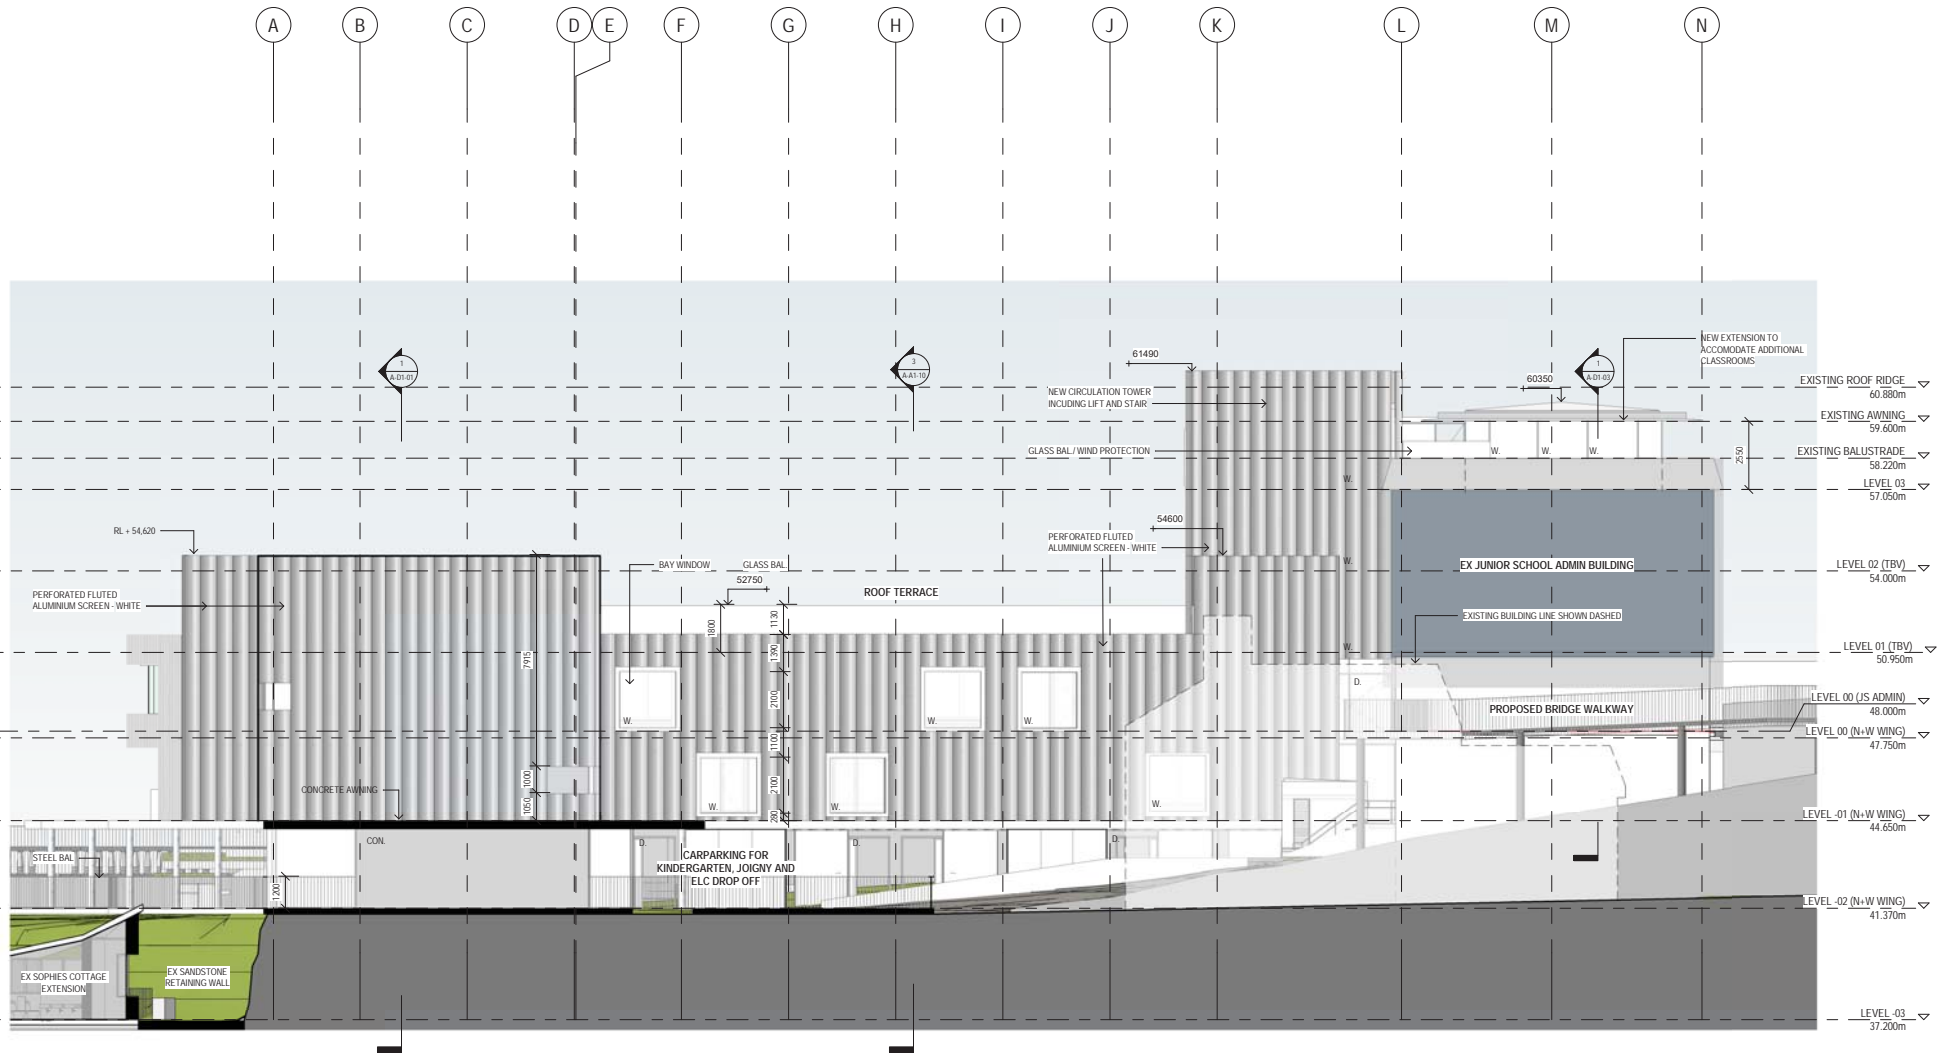 A
B
C
D
E
F
G
H
I
J
K
L
M
N
61490
NEW EXTENSION TO
ACCOMODATE ADDITIONAL
CLASSROOMS
1
A-D1-01
3
A-A1-10
1
A-D1-03
60350
EXISTING ROOF RIDGE
60.880m
NEW CIRCULATION TOWER
INCUDING LIFT AND STAIR
EXISTING AWNING
59.600m
GLASS BAL / WIND PROTECTION
W.
W.
W.
2550
EXISTING BALUSTRADE
58.220m
W.
LEVEL 03
57.050m
RL + 54,620
54600
PERFORATED FLUTED
ALUMINIUM SCREEN - WHITE
W.
EX JUNIOR SCHOOL ADMIN BUILDING
LEVEL 02 (TBV)
54.000m
BAY WINDOW
GLASS BAL.
52750
ROOF TERRACE
PERFORATED FLUTED
ALUMINIUM SCREEN - WHITE
EXISTING BUILDING LINE SHOWN DASHED
1130
1800
1390
7915
W.
LEVEL 01 (TBV)
50.950m
D.
2100
LEVEL 00 (JS ADMIN)
48.000m
PROPOSED BRIDGE WALKWAY
W.
W.
W.
1100
LEVEL 00 (N+W WING)
47.750m
1000
2100
CONCRETE AWNING
1050
W.
W.
W.
280
LEVEL -01 (N+W WING)
44.650m
CON.
D.
D.
D.
STEEL BAL
CARPARKING FOR
KINDERGARTEN, JOIGNY AND
ELC DROP OFF
1200
LEVEL -02 (N+W WING)
41.370m
EX SOPHIES COTTAGE
EXTENSION
EX SANDSTONE
RETAINING WALL
LEVEL -03
37.200m